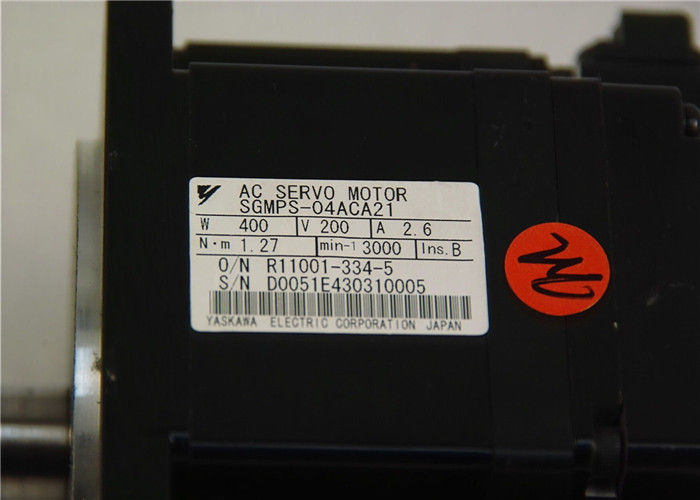 AC SERVO MOTOR
SGMPS-04ACA21
W 400 V 200 A 2.6
N·m 1.27 min-1 3000 Ins.B
O/N R11001-334-5
S/N D0051E430310005
YASKAWA ELECTRIC CORPORATION JAPAN